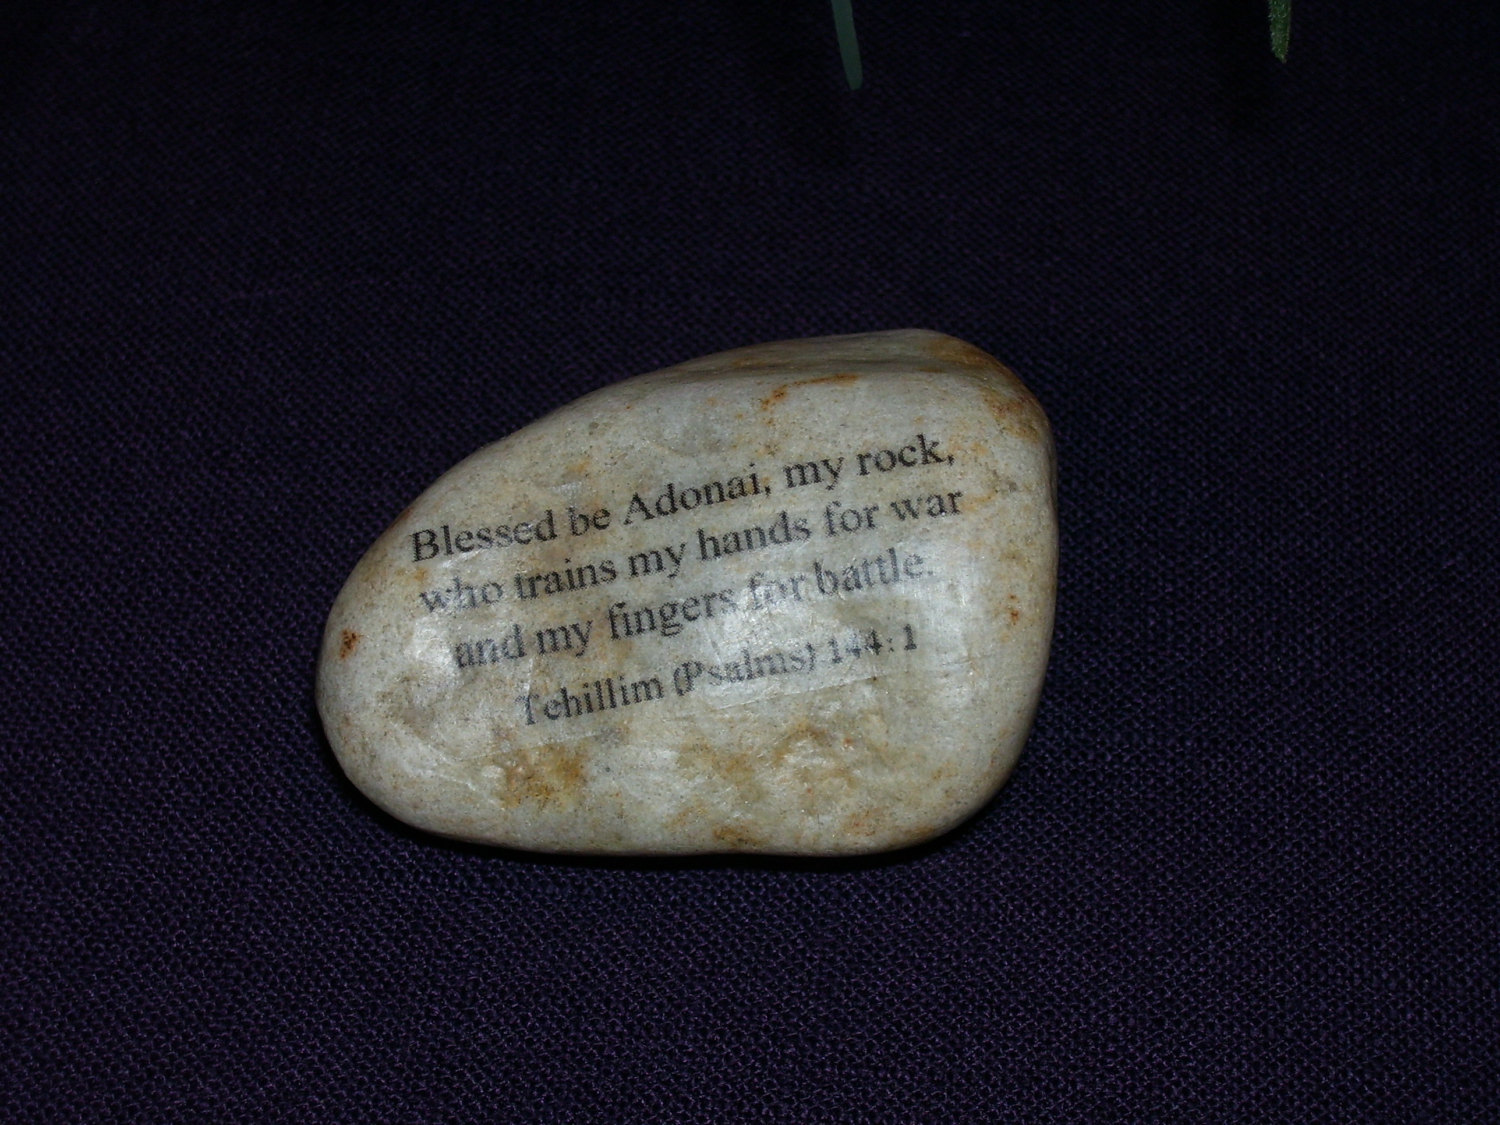 Blessed be Adonai, my rock,
who trains my hands for war
and my fingers for battle.
Tehillim (Psalms) 144:1